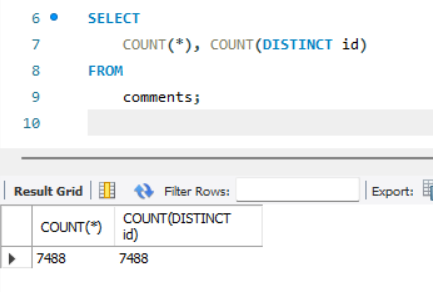 6 SELECT
7 COUNT(*), COUNT(DISTINCT id)
8 FROM
9 comments;
10
Result Grid Filter Rows: Export:
COUNT(*) COUNT(DISTINCT
id)
7488 7488